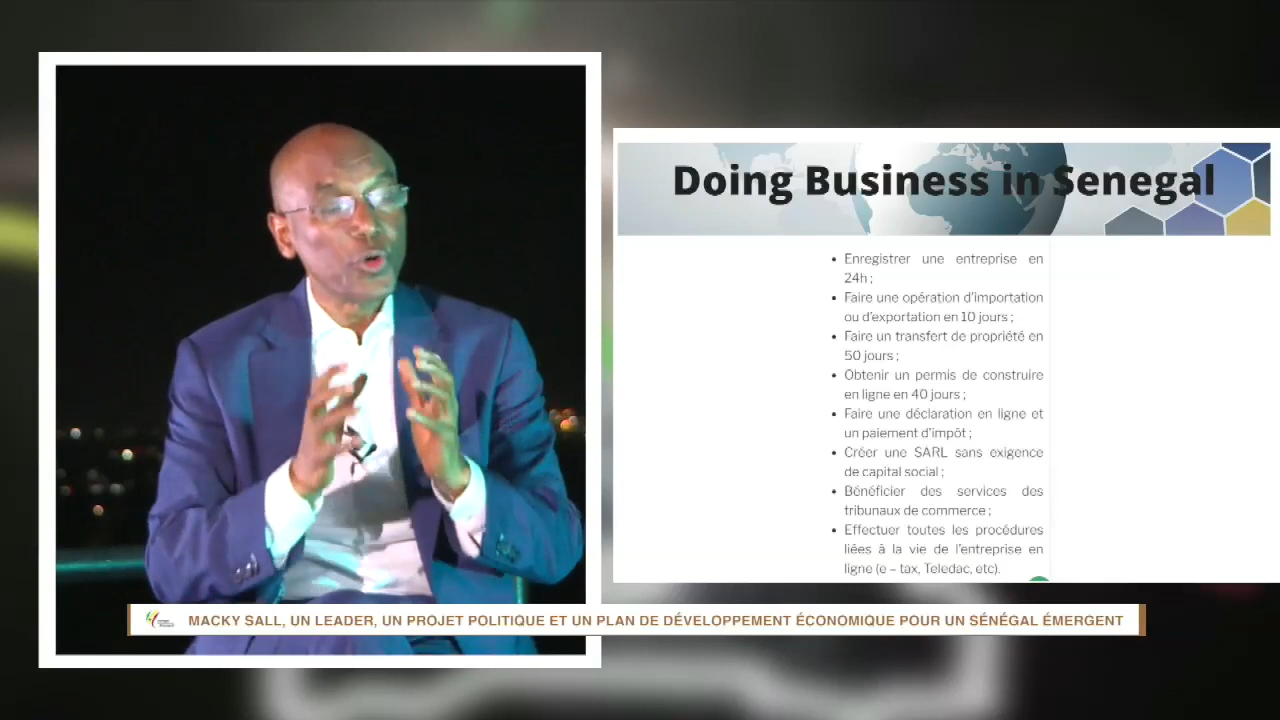 Doing Business in Senegal
• Enregistrer une entreprise en
24h ;
• Faire une opération d'importation
ou d'exportation en 10 jours ;
• Faire un transfert de propriété en
50 jours ;
• Obtenir un permis de construire
en ligne en 40 jours ;
• Faire une déclaration en ligne et
un paiement d'impôt ;
• Créer une SARL sans exigence
de capital social ;
• Bénéficier des services des
tribunaux de commerce ;
• Effectuer toutes les procédures
liées à la vie de l'entreprise en
ligne (e – tax, Teledac, etc).
MACKY SALL, UN LEADER, UN PROJET POLITIQUE ET UN PLAN DE DÉVELOPPEMENT ÉCONOMIQUE POUR UN SÉNÉGAL ÉMERGENT